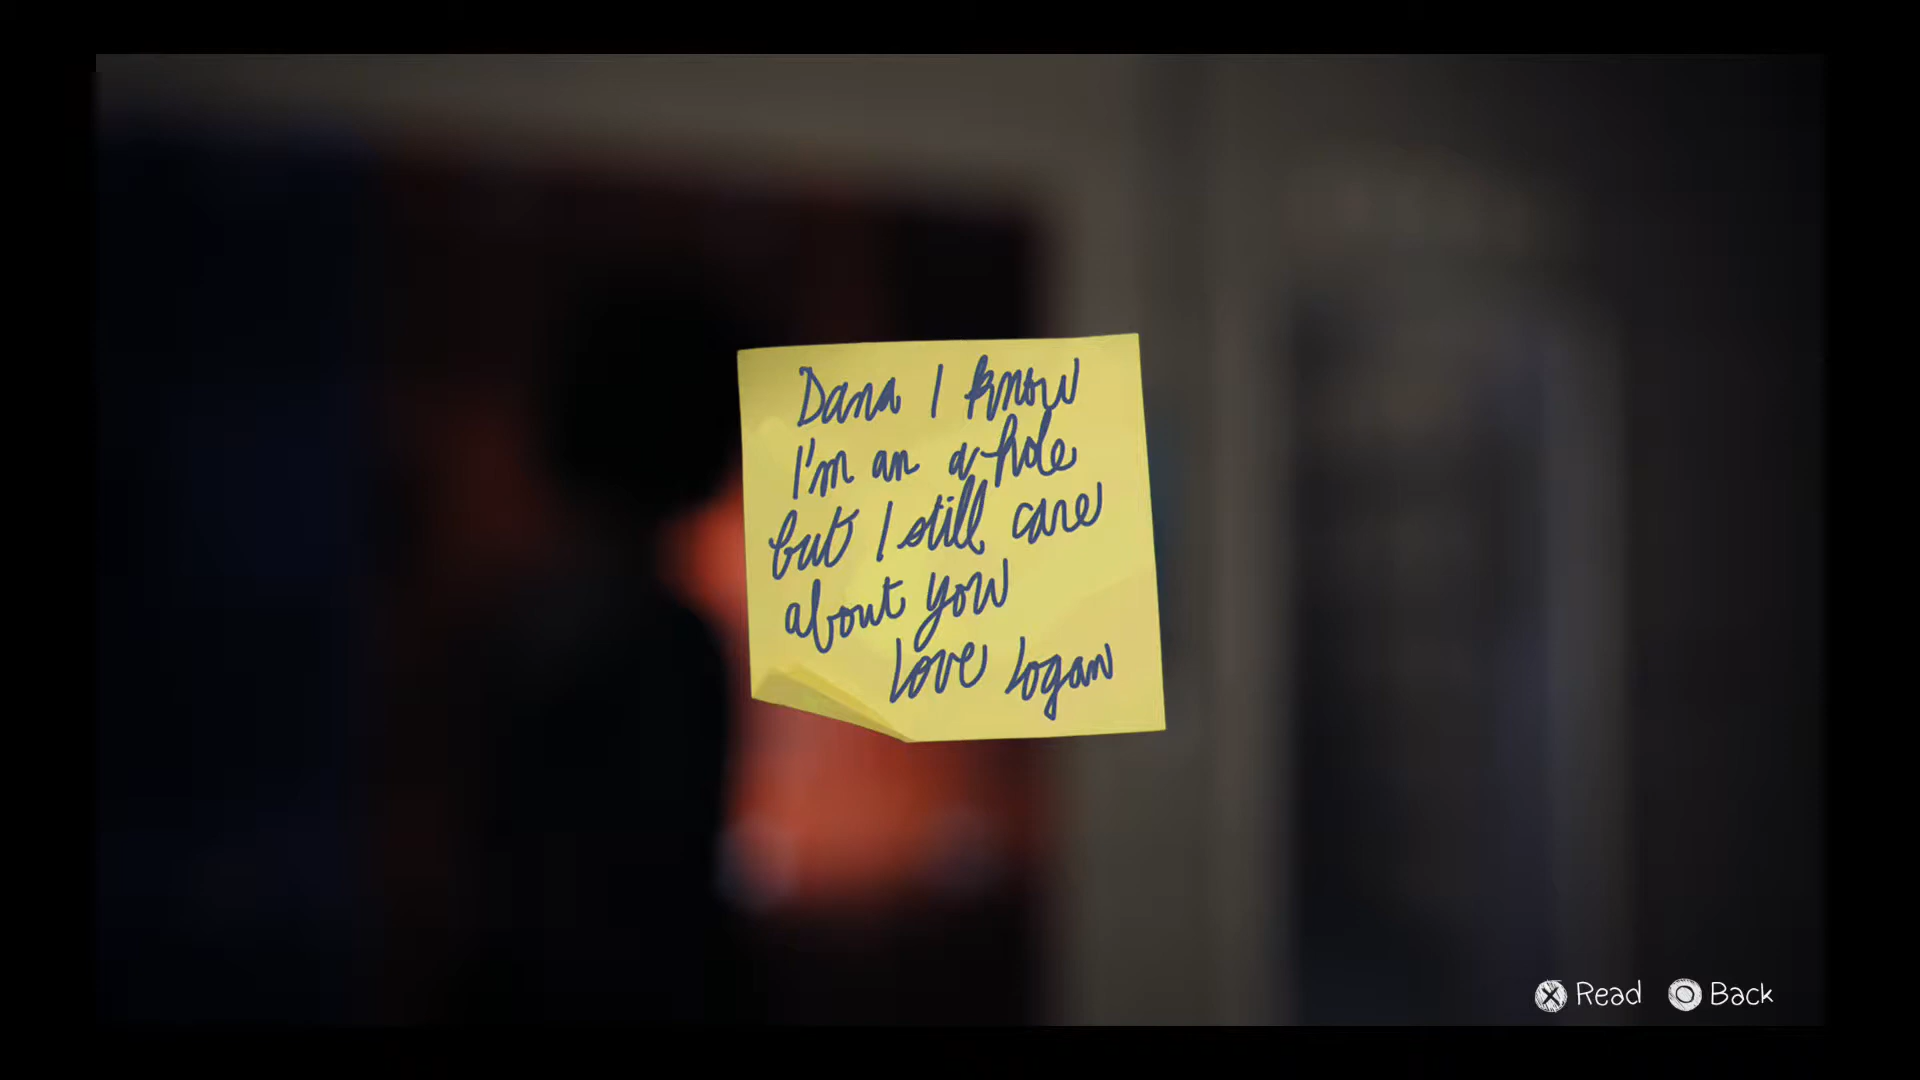 Dana I know
I'm an a-hole
but I still care
about you
Love Logan
Read Back